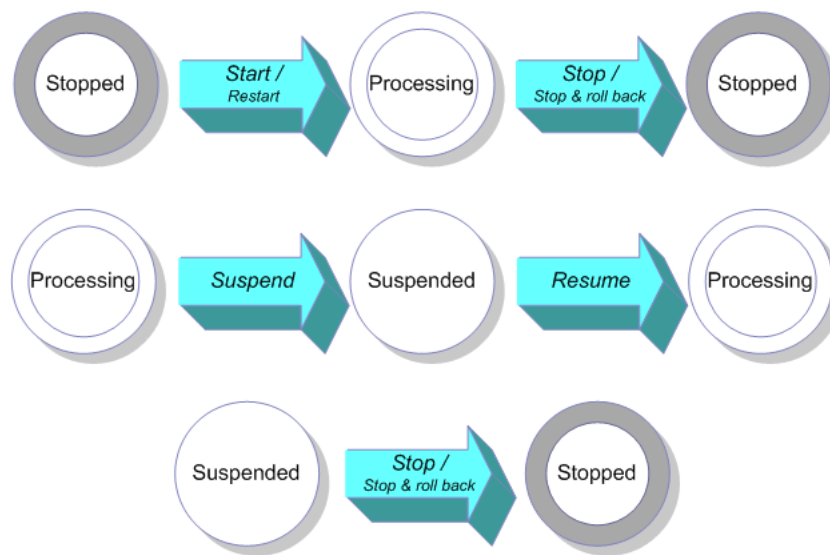 Stopped
Start /
Restart
Processing
Stop /
Stop & roll back
Stopped
Processing
Suspend
Suspended
Resume
Processing
Suspended
Stop /
Stop & roll back
Stopped